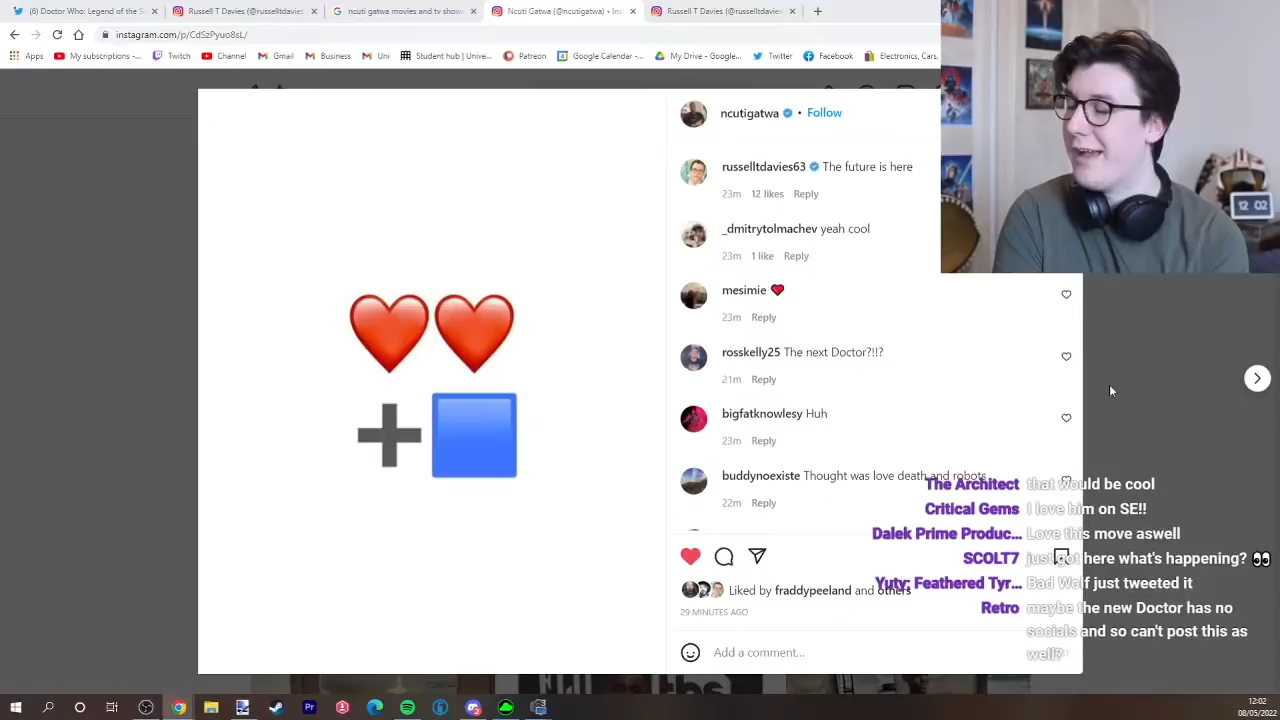 (6) Doctor Who: Legend of the S
Russell T Davies (@russelltdavies
ncuti gatwa movies and tv shows
Ncuti Gatwa (@ncutigatwa) • Inst
Russell T Davies (@russelltdavies
instagram.com/p/CdSzPyuo8sL/
Apps
My subscriptions -...
Twitch
Channel
Gmail
Business
Uni
Student hub | Unive...
Patreon
Google Calendar -...
My Drive – Google...
Twitter
Facebook
Electronics, Cars,
12 02
ncutigatwa • Follow
russelltdavies63 The future is here
23m 12 likes Reply
_dmitrytolmachev yeah cool
23m 1 like Reply
mesimie
23m Reply
rosskelly25 The next Doctor?!!?
21m Reply
bigfatknowlesy Huh
23m Reply
buddynoexiste Thought was love death and robots
22m Reply
The Architect that would be cool
Critical Gems I love him on SE!!
Dalek Prime Produc... Love this move aswell
SCOLT7 just got here what's happening?
Yuty: Feathered Tyr... Bad Wolf just tweeted it
Retro maybe the new Doctor has no
socials and so can't post this as
well?
Liked by fraddypeeland and others
29 MINUTES AGO
Add a comment...
12:02
08/05/2022